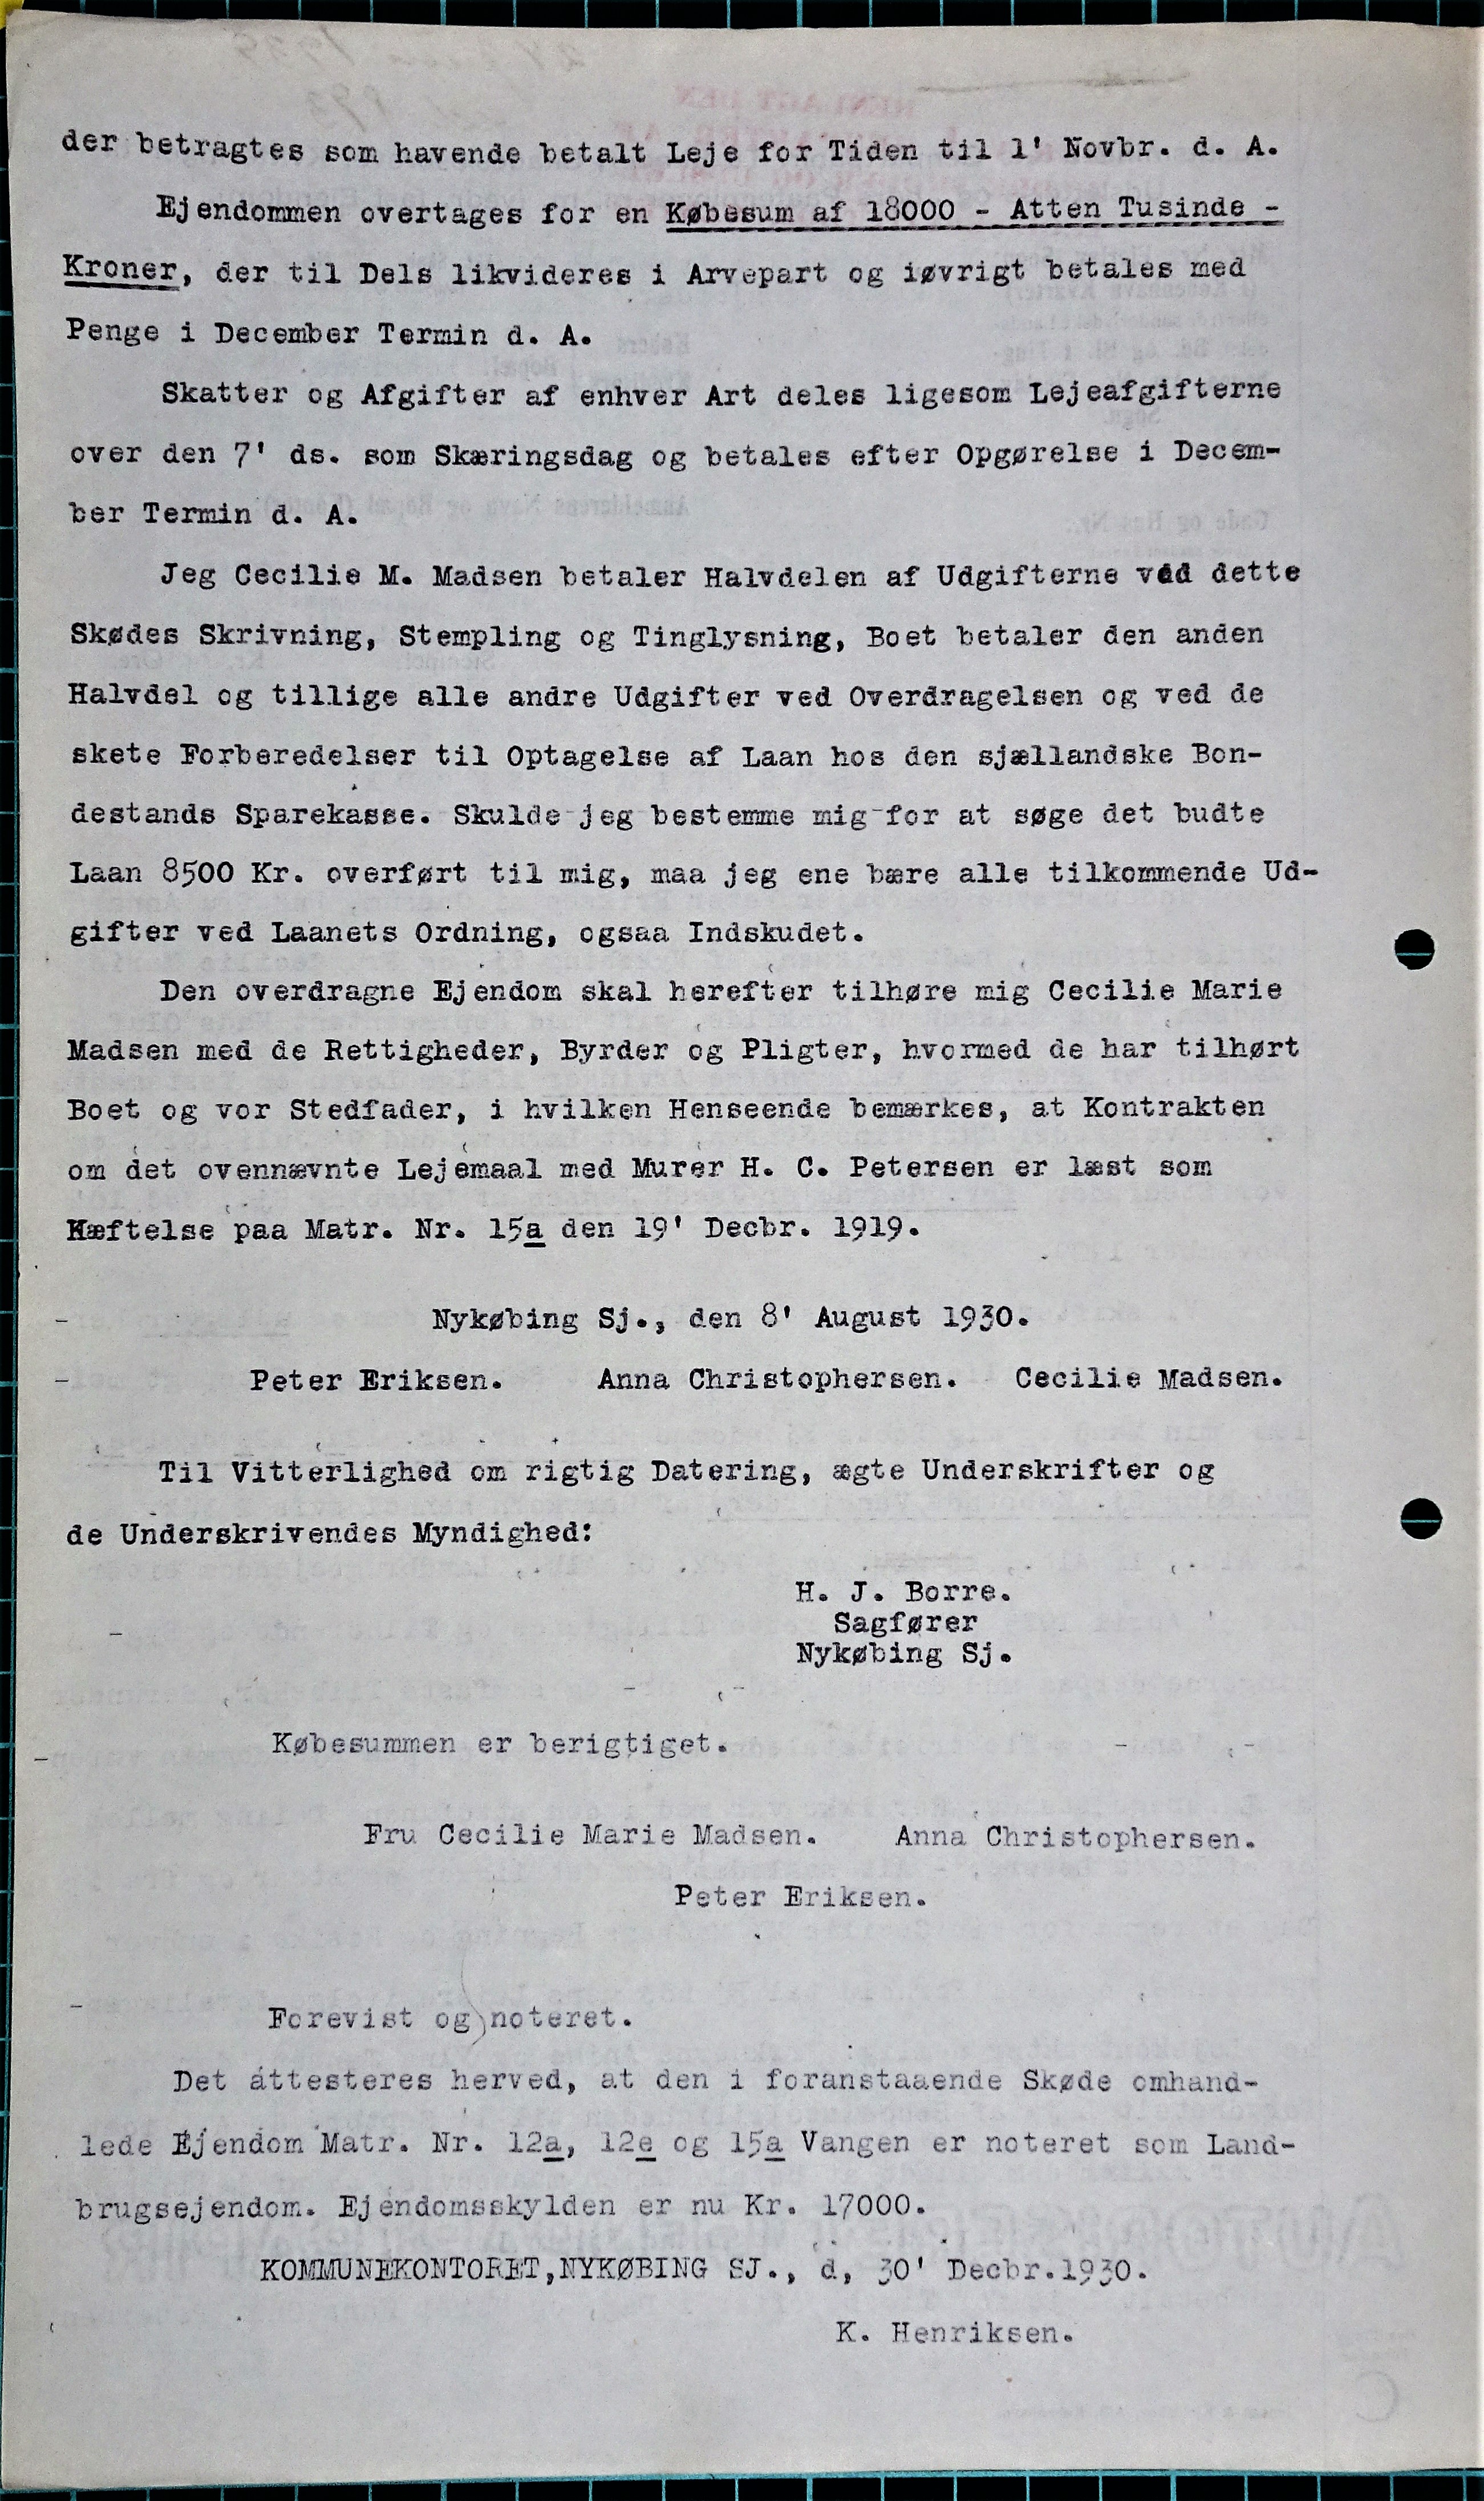 der betragtes som havende betalt Leje for Tiden til 1' Novbr. d. A.
Ejendommen overtages for en Købesum af 18000 - Atten Tusinde -
Kroner, der til Dels likvideres i Arvepart og iøvrigt betales med
Penge i December Termin d. A.
Skatter og Afgifter af enhver Art deles ligesom Lejeafgifterne
over den 7' ds. som Skæringsdag og betales efter Opgørelse i Decem-
ber Termin d. A.
Jeg Cecilie M. Madsen betaler Halvdelen af Udgifterne ved dette
Skødes Skrivning, Stempling og Tinglysning, Boet betaler den anden
Halvdel og tillige alle andre Udgifter ved Overdragelsen og ved de
skete Forberedelser til Optagelse af Laan hos den sjællandske Bon-
destands Sparekasse. Skulde jeg bestemme mig for at søge det budte
Laan 8500 Kr. overført til mig, maa jeg ene bære alle tilkommende Ud-
gifter ved Laanets Ordning, ogsaa Indskudet.
Den overdragne Ejendom skal herefter tilhøre mig Cecilie Marie
Madsen med de Rettigheder, Byrder og Pligter, hvormed de har tilhørt
Boet og vor Stedfader, i hvilken Henseende bemærkes, at Kontrakten
om det ovennævnte Lejemaal med Murer H. C. Petersen er læst som
Hæftelse paa Matr. Nr. 15a den 19' Decbr. 1919.
Nykøbing Sj., den 8' August 1930.
Peter Eriksen. Anna Christophersen. Cecilie Madsen.
Til Vitterlighed om rigtig Datering, ægte Underskrifter og
de Underskrivendes Myndighed:
H. J. Borre.
Sagfører
Nykøbing Sj.
Købesummen er berigtiget.
Fru Cecilie Marie Madsen. Anna Christophersen.
Peter Eriksen.
Forevist og noteret.
Det attesteres herved, at den i foranstaaende Skøde omhand-
lede Ejendom Matr. Nr. 12a, 12e og 15a Vangen er noteret som Land-
brugsejendom. Ejendomsskylden er nu Kr. 17000.
KOMMUNEKONTORET,NYKØBING SJ., d, 30' Decbr.1930.
K. Henriksen.